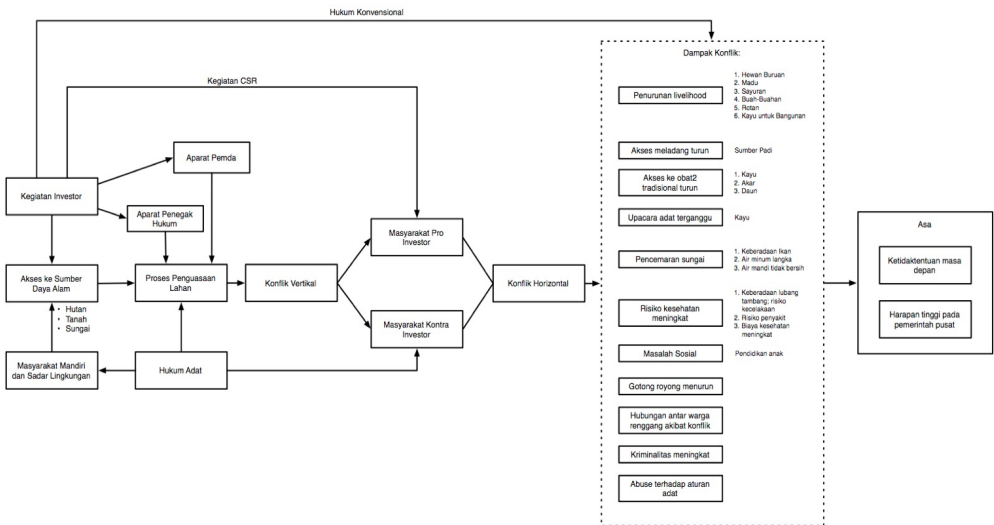 Hukum Konvensional
Kegiatan CSR
Kegiatan Investor
Aparat Pemda
Aparat Penegak
Hukum
Akses ke Sumber
Daya Alam
• Hutan
• Tanah
• Sungai
Masyarakat Mandiri
dan Sadar Lingkungan
Proses Penguasaan
Lahan
Hukum Adat
Konflik Vertikal
Masyarakat Pro
Investor
Masyarakat Kontra
Investor
Konflik Horizontal
Dampak Konflik:
Penurunan livelihood
1. Hewan Buruan
2. Madu
3. Sayuran
4. Buah-Buahan
5. Rotan
6. Kayu untuk Bangunan
Akses meladang turun
Sumber Padi
Akses ke obat2
tradisional turun
1. Kayu
2. Akar
3. Daun
Upacara adat terganggu
Kayu
Pencemaran sungai
1. Keberadaan Ikan
2. Air minum langka
3. Air mandi tidak bersih
Risiko kesehatan
meningkat
1. Keberadaan lubang
tambang; risiko
kecelakaan
2. Risiko penyakit
3. Biaya kesehatan
meningkat
Masalah Sosial
Pendidikan anak
Gotong royong menurun
Hubungan antar warga
renggang akibat konflik
Kriminalitas meningkat
Abuse terhadap aturan
adat
Asa
Ketidaktentuan masa
depan
Harapan tinggi pada
pemerintah pusat